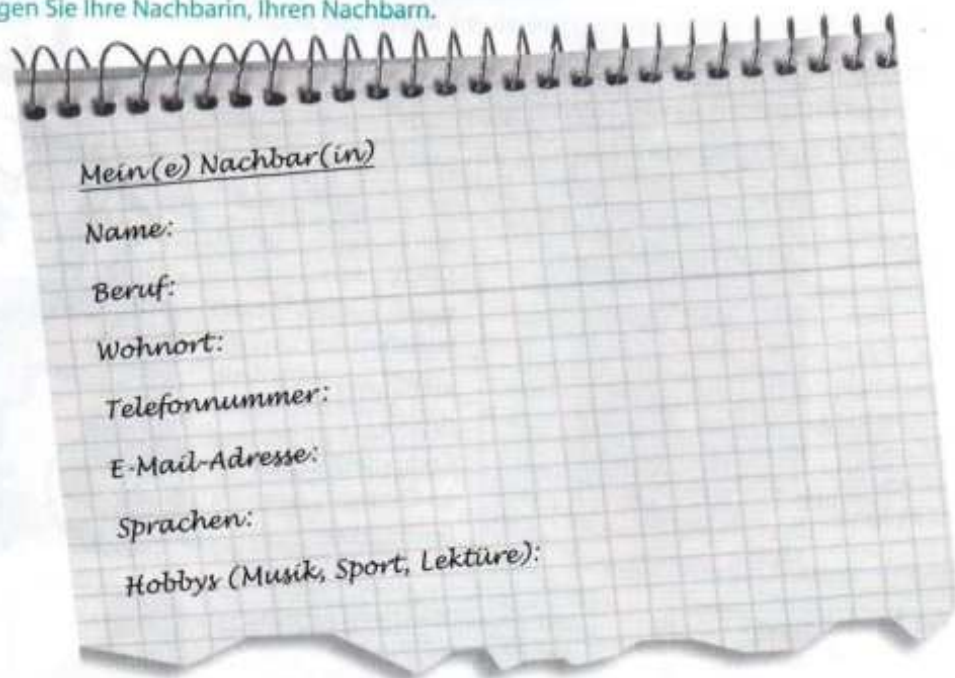 gen Sie Ihre Nachbarin, Ihren Nachbarn.
Mein(e) Nachbar(in)
Name:
Beruf:
Wohnort:
Telefonnummer:
E-Mail-Adresse:
Sprachen:
Hobbys (Musik, Sport, Lektüre):